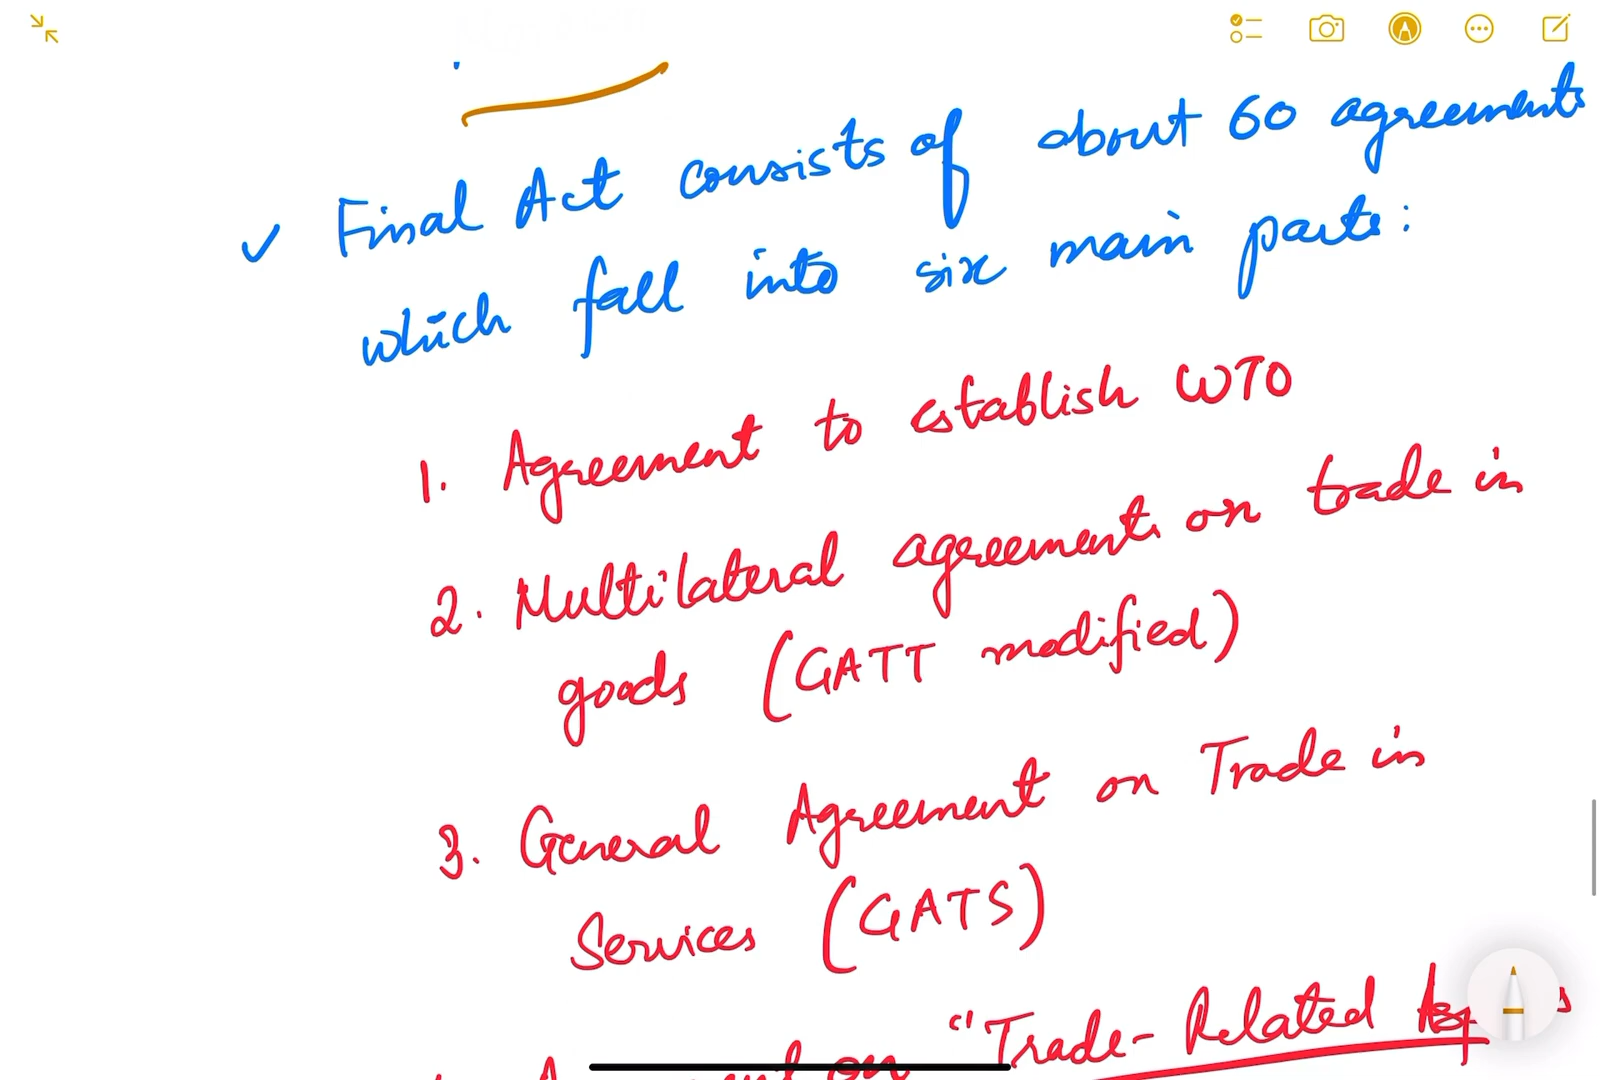 ✓ Final Act consists of about 60 agreements
which fall into six main parts:
1. Agreement to establish WTO
2. Multilateral agreements on trade in
goods (GATT modified)
3. General Agreement on Trade in
Services (GATS)
on "Trade-Related